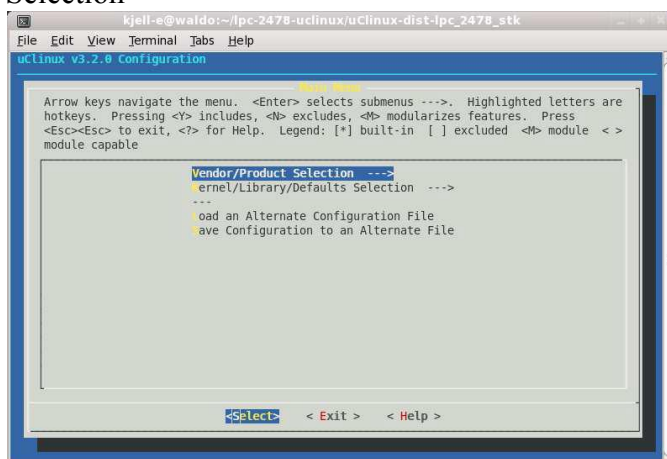 Selection
kjell-e@waldo:~/lpc-2478-uclinux/uClinux-dist-lpc_2478_stk
File Edit View Terminal Tabs Help
uClinux v3.2.0 Configuration
Main Menu
Arrow keys navigate the menu. <Enter> selects submenus --->. Highlighted letters are
hotkeys. Pressing <Y> includes, <N> excludes, <M> modularizes features. Press
<Esc><Esc> to exit, <?> for Help. Legend: [*] built-in [ ] excluded <M> module < >
module capable
Vendor/Product Selection --->
Kernel/Library/Defaults Selection --->
---
Load an Alternate Configuration File
Save Configuration to an Alternate File
<Select> < Exit > < Help >